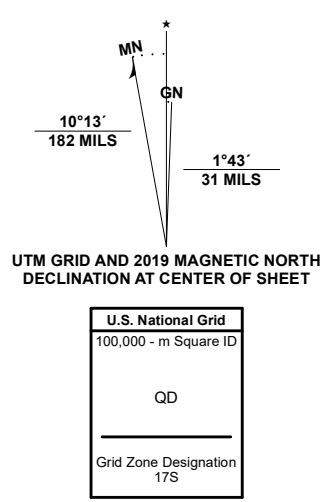 ★
MN
GN
10°13´
182 MILS
1°43´
31 MILS
UTM GRID AND 2019 MAGNETIC NORTH
DECLINATION AT CENTER OF SHEET
U.S. National Grid
100,000 - m Square ID
QD
Grid Zone Designation
17S